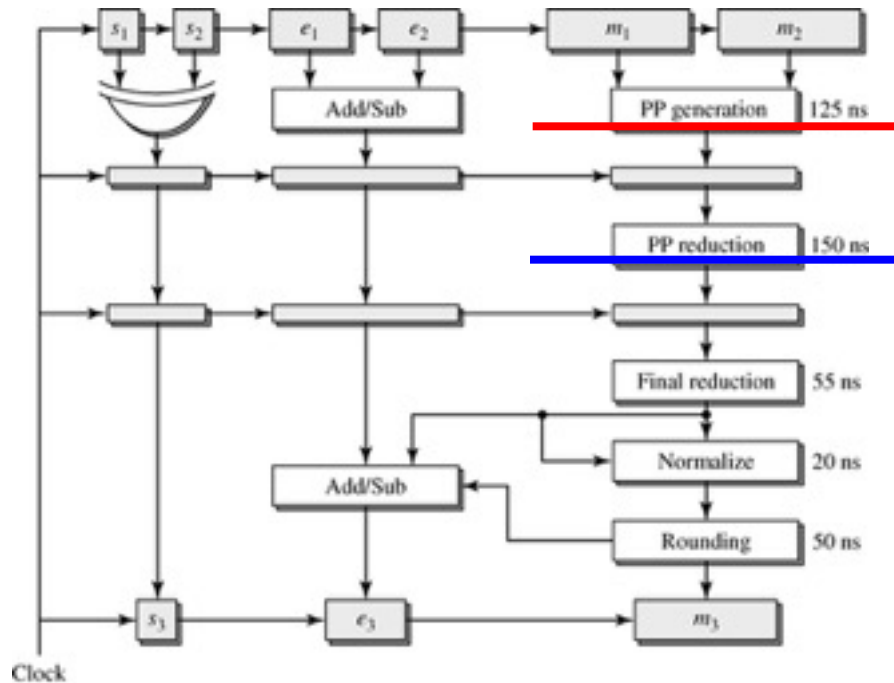 s1 s2 e1 e2 m1 m2
Add/Sub PP generation 125 ns
PP reduction 150 ns
Final reduction 55 ns
Normalize 20 ns
Add/Sub
Rounding 50 ns
s3 e3 m3
Clock